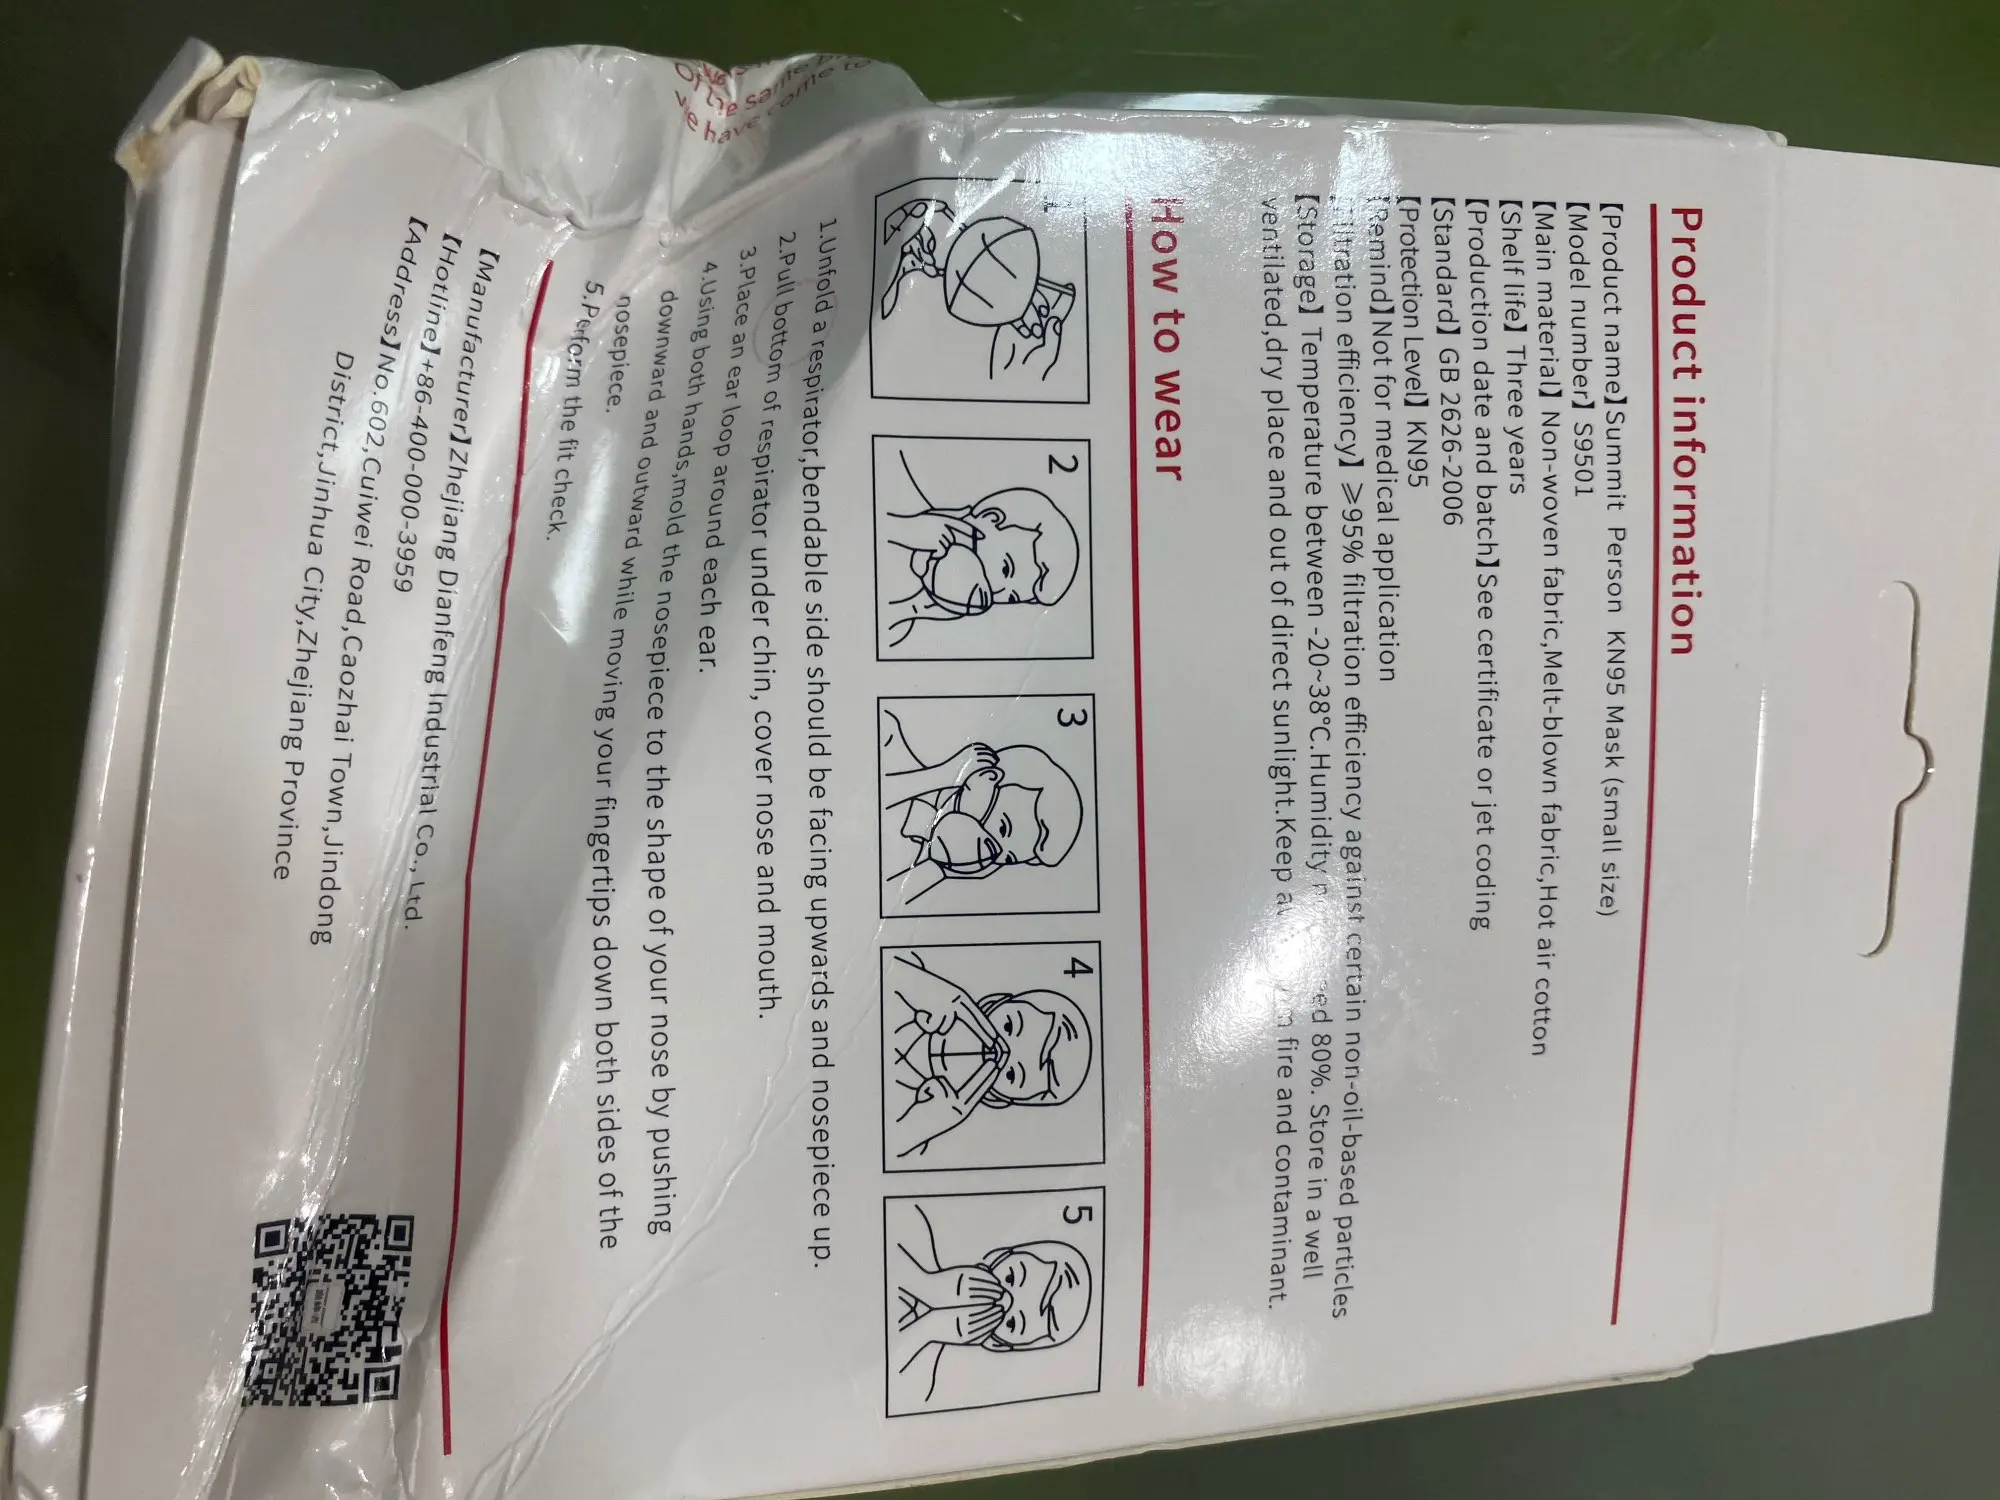 Product information
【Product name】Summit Person KN95 Mask (small size)
【Model number】 S9501
【Main material】 Non-woven fabric,Melt-blown fabric,Hot air cotton
【Shelf life】 Three years
【Production date and batch】See certificate or jet coding
【Standard】 GB 2626-2006
【Protection Level】 KN95
【Remind】Not for medical application
Filtration efficiency】 ≥95% filtration efficiency against certain non-oil-based particles
【Storage】 Temperature between -20~38℃.Humidity 80%. Store in a well
ventilated,dry place and out of direct sunlight.Keep fire and contaminant.
How to wear
1 2 3 4 5
1.Unfold a respirator,bendable side should be facing upwards and nosepiece up.
2.Pull bottom of respirator under chin, cover nose and mouth.
3.Place an ear loop around each ear.
4.Using both hands,mold the nosepiece to the shape of your nose by pushing
downward and outward while moving your fingertips down both sides of the
nosepiece.
5.Perform the fit check.
【Manufacturer】Zhejiang Dianfeng Industrial Co., Ltd.
【Hotline】+86-400-000-3959
【Address】No.602,Cuiwei Road,Caozhai Town,Jindong
District,Jinhua City,Zhejiang Province
the same
We have come to